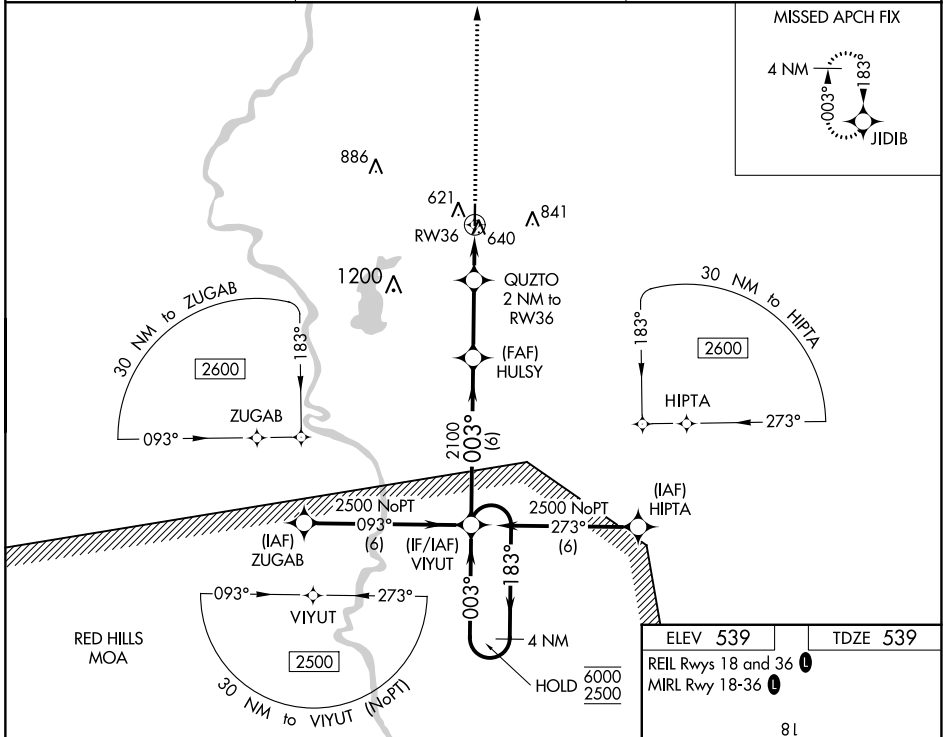 MISSED APCH FIX
4 NM
003°
183°
JIDIB
886
621
841
RW36
640
1200
QUZTO
2 NM to
RW36
(FAF)
HULSY
30 NM to ZUGAB
2600
183°
ZUGAB
093°
30 NM to HIPTA
183°
2600
HIPTA
273°
2100
003°
(6)
2500 NoPT
093°
(6)
(IAF)
ZUGAB
(IF/IAF)
VIYUT
2500 NoPT
273°
(6)
(IAF)
HIPTA
003°
183°
4 NM
HOLD
6000
2500
093°
273°
VIYUT
2500
30 NM to VIYUT (NoPT)
RED HILLS
MOA
ELEV 539
TDZE 539
REIL Rwys 18 and 36 L
MIRL Rwy 18-36 L
18